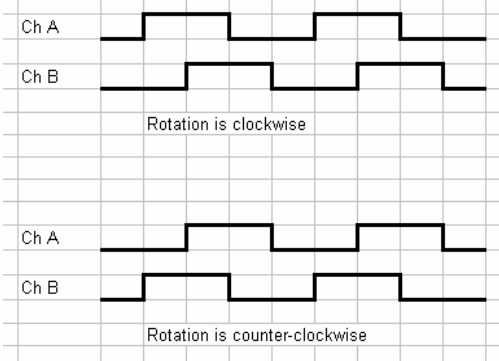 Ch A
Ch B
Rotation is clockwise
Ch A
Ch B
Rotation is counter-clockwise